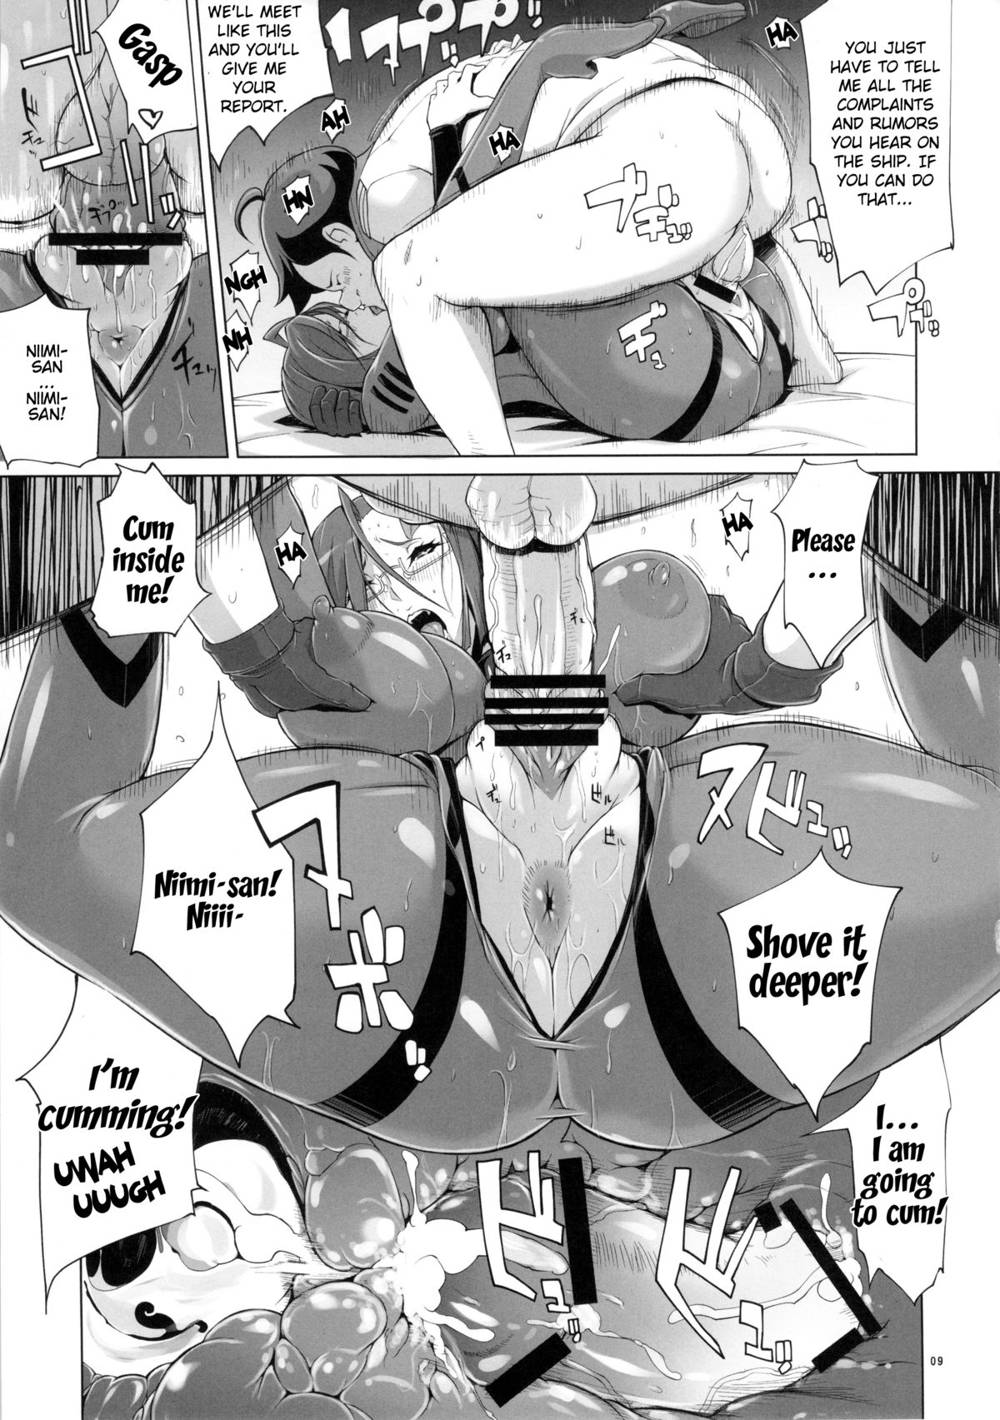 YOU JUST
HAVE TO TELL
ME ALL THE
COMPLAINTS
AND RUMORS
YOU HEAR ON
THE SHIP. IF
YOU CAN DO
THAT...
HA
WE'LL MEET
LIKE THIS
AND YOU'LL
GIVE ME
YOUR
REPORT.
AH
HA
HN
NGH
NH
Gasp
NIIMI-
SAN
...
NIIMI-
SAN!
Please
...
HA
HA
Cum
inside
me!
Shove it
deeper!
Niimi-san!
Niiii-
I...
I am
going
to cum!
I'm
cumming!
UWAH
UUUGH
09